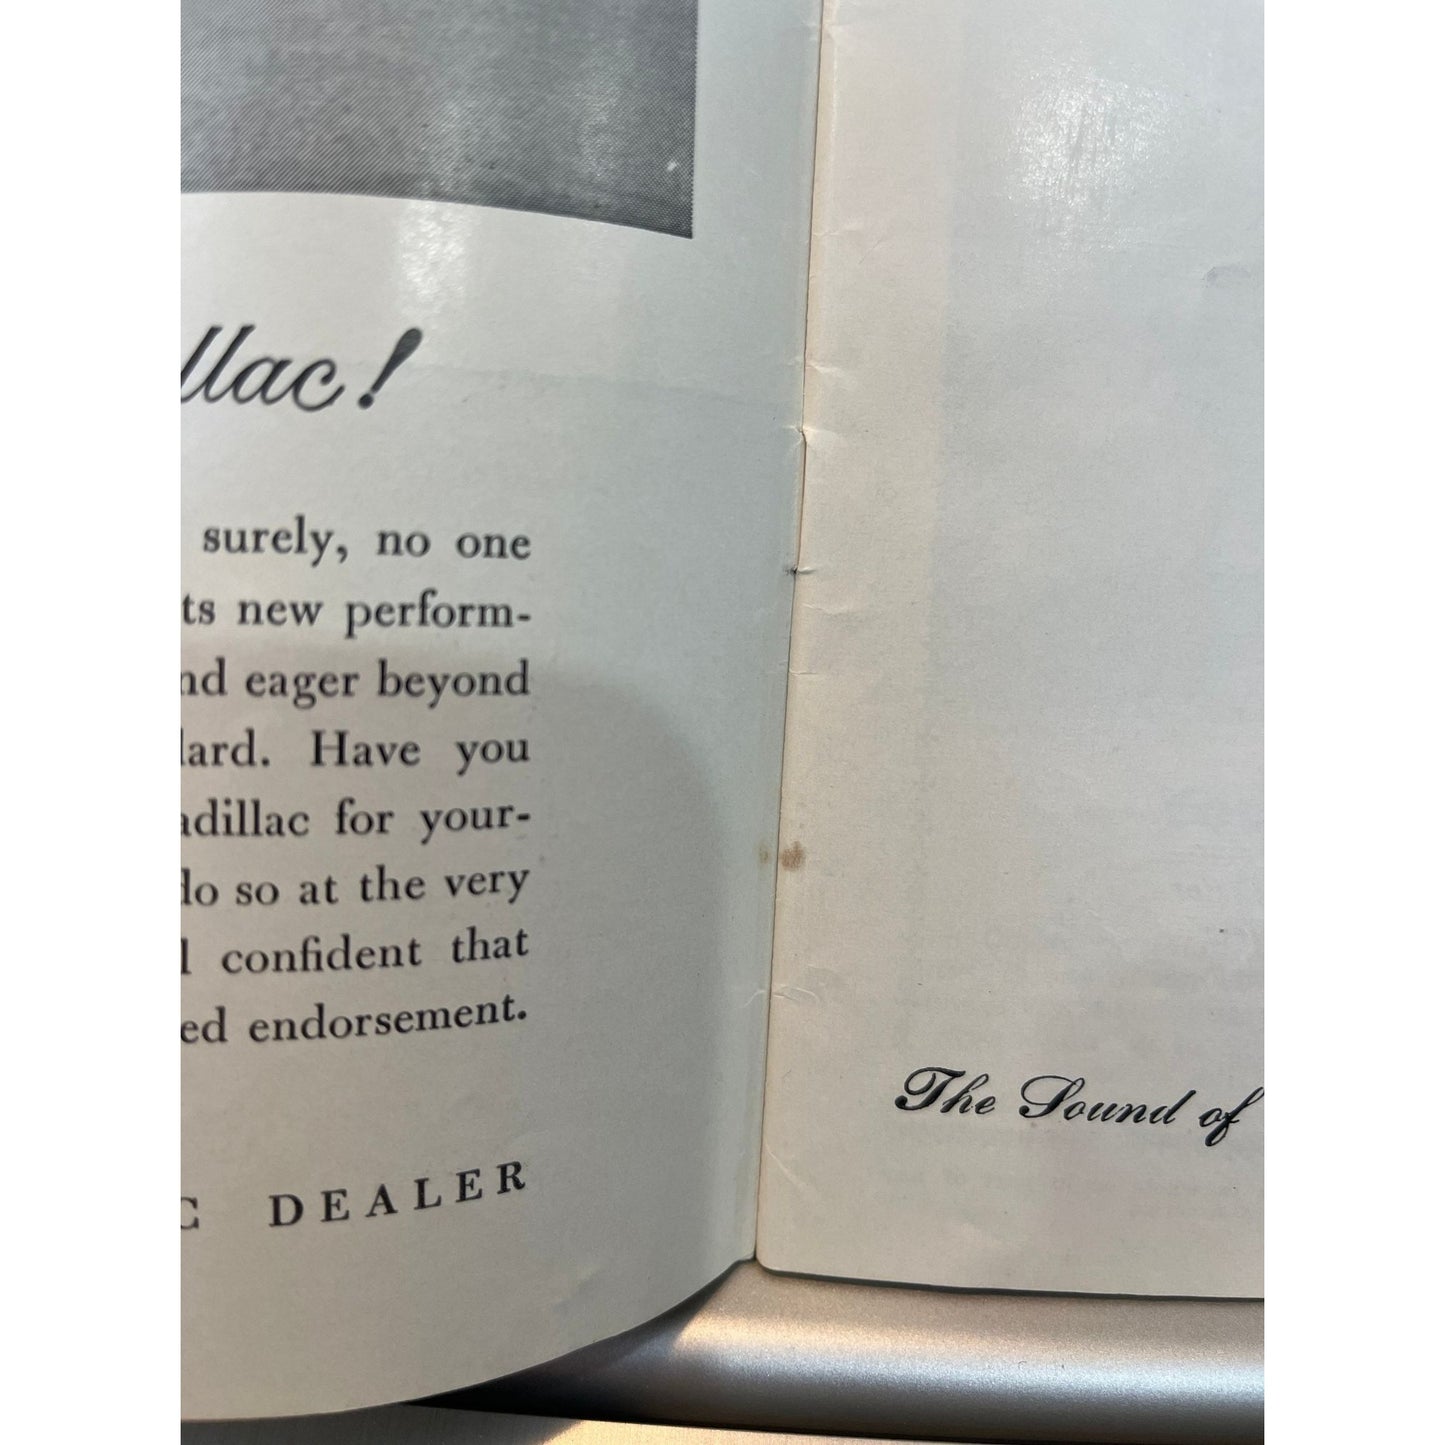 llac!
surely, no one
ts new perform-
nd eager beyond
lard. Have you
adillac for your-
do so at the very
l confident that
ed endorsement.
C DEALER
The Sound of